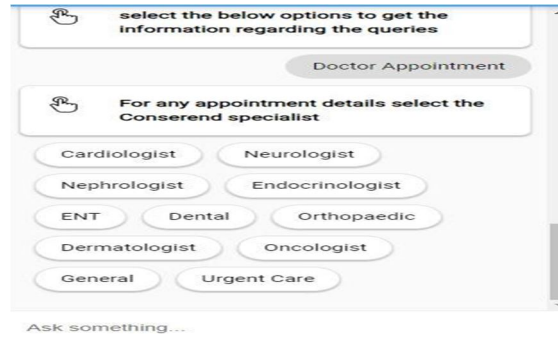 select the below options to get the
information regarding the queries
Doctor Appointment
For any appointment details select the
Conserend specialist
Cardiologist Neurologist
Nephrologist Endocrinologist
ENT Dental Orthopaedic
Dermatologist Oncologist
General Urgent Care
Ask something...